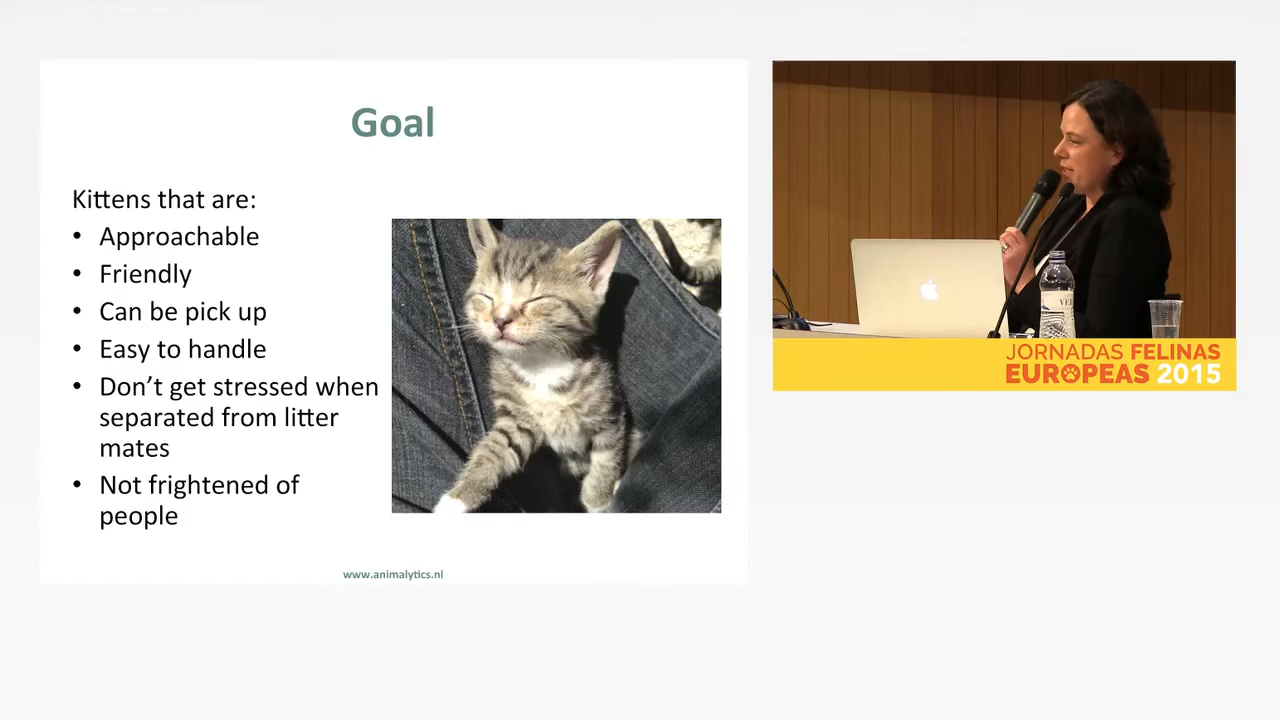 Goal
Kittens that are:
• Approachable
• Friendly
• Can be pick up
• Easy to handle
• Don’t get stressed when
separated from litter
mates
• Not frightened of
people
www.animalytics.nl
JORNADAS FELINAS
EUROPEAS 2015